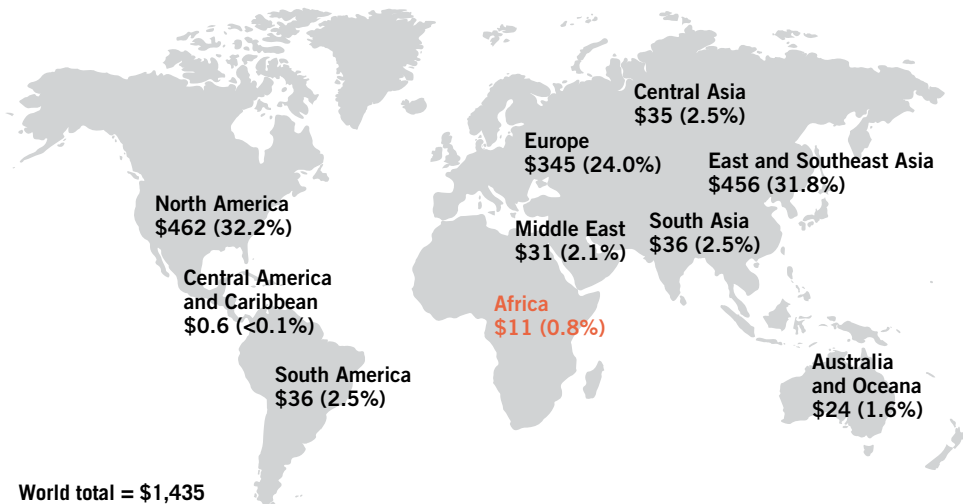 Central Asia
$35 (2.5%)
Europe
$345 (24.0%)
East and Southeast Asia
$456 (31.8%)
North America
$462 (32.2%)
Middle East
$31 (2.1%)
South Asia
$36 (2.5%)
Central America
and Caribbean
$0.6 (<0.1%)
Africa
$11 (0.8%)
South America
$36 (2.5%)
Australia
and Oceana
$24 (1.6%)
World total = $1,435